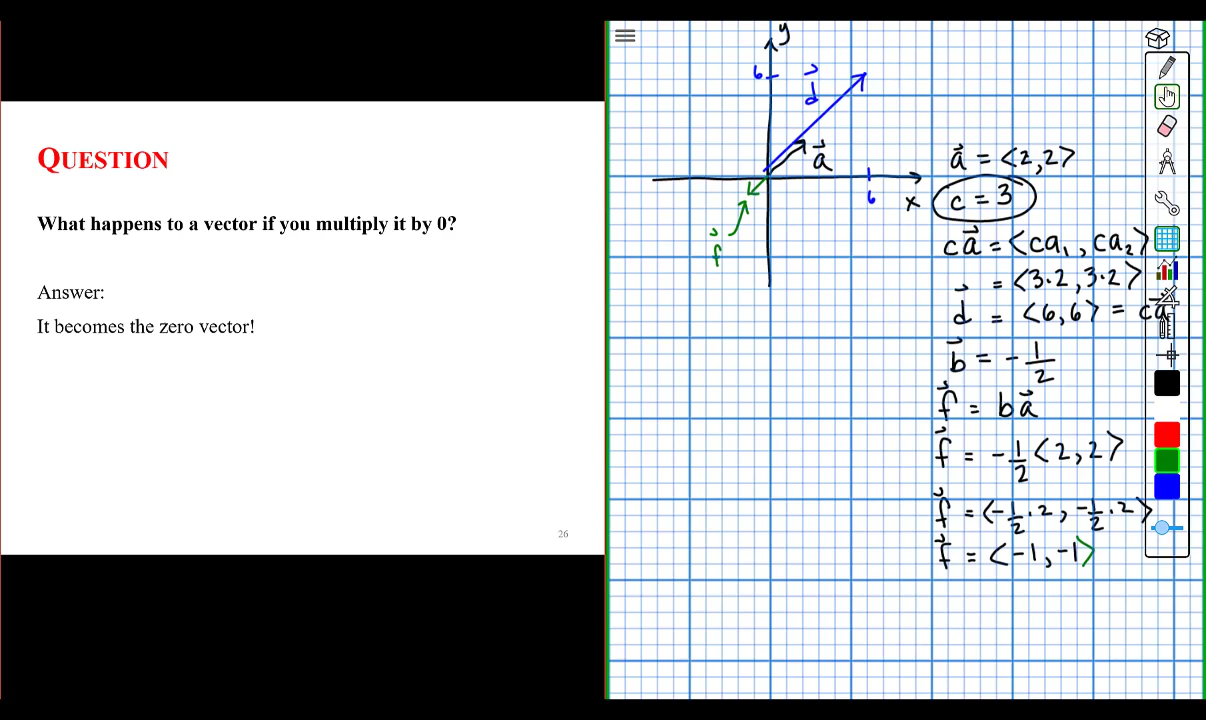 QUESTION
What happens to a vector if you multiply it by 0?
Answer:
It becomes the zero vector!
26
y
6
d⃗
a⃗
6
x
f⃗
a⃗ = <2,2>
c = 3
ca⃗ = <ca₁, ca₂>
= <3·2, 3·2>
d⃗ = <6,6> = ca⃗
b⃗ = -1/2
f⃗ = ba⃗
f⃗ = -1/2 <2,2>
f⃗ = <-1/2·2, -1/2·2>
f⃗ = <-1,-1>